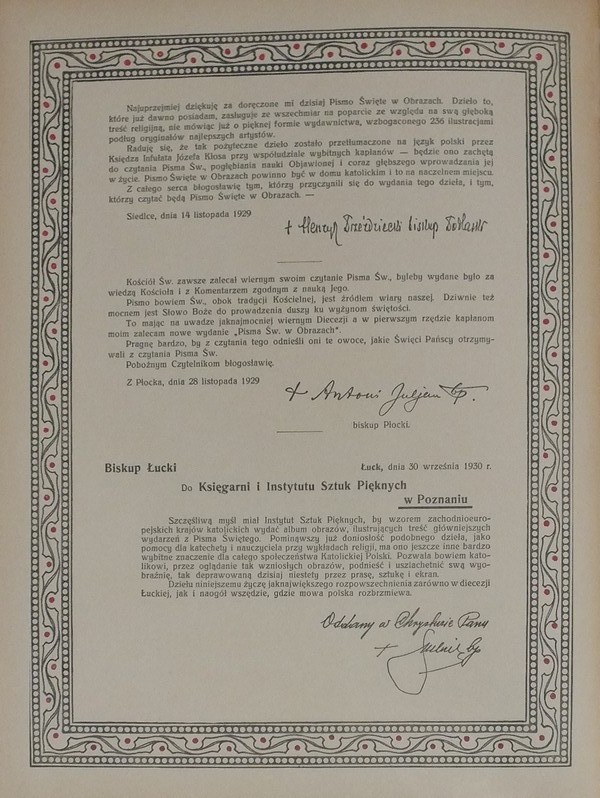 Najuprzejmiej dziękuję za doręczone mi dzisiaj Pismo Święte w Obrazach. Dzieło to,
które już dawno posiadam, zasługuje ze wszechmiar na poparcie ze względu na swą głęboką
treść religijną, nie mówiąc już o pięknej formie wydawnictwa, wzbogaconego 236 ilustracjami
podług oryginałów najlepszych artystów.
Raduję się, że tak pożyteczne dzieło zostało przetłumaczone na język polski przez
Księdza Infułata Józefa Kłosa przy współudziale wybitnych kapłanów — będzie ono zachętą
do czytania Pisma Św., pogłębiania nauki Objawionej i coraz głębszego wprowadzania jej
w życie. Pismo Święte w Obrazach powinno być w domu katolickim i to na naczelnem miejscu.
Z całego serca błogosławię tym, którzy przyczynili się do wydania tego dzieła, i tym,
którzy czytać będą Pismo Święte w Obrazach. —
Siedlce, dnia 14 listopada 1929
+ Henryk Przeździecki biskup Podlaski
Kościół Św. zawsze zalecał wiernym swoim czytanie Pisma Św., byleby wydane było za
wiedzą Kościoła i z Komentarzem zgodnym z nauką Jego.
Pismo bowiem Św., obok tradycji Kościelnej, jest źródłem wiary naszej. Dziwnie też
mocnem jest Słowo Boże do prowadzenia duszy ku wyżynom świętości.
To mając na uwadze jaknajmocniej wiernym Diecezji a w pierwszym rzędzie kapłanom
moim zalecam nowe wydanie „Pisma Św. w Obrazach“.
Pragnę bardzo, by z czytania tego odnieśli oni te owoce, jakie Święci Pańscy otrzymy-
wali z czytania Pisma Św.
Pobożnym Czytelnikom błogosławię.
Z Płocka, dnia 28 listopada 1929
+ Antoni Juljan bp.
biskup Płocki.
Biskup Łucki
Łuck, dnia 30 września 1930 r.
Do Księgarni i Instytutu Sztuk Pięknych
w Poznaniu
Szczęśliwą myśl miał Instytut Sztuk Pięknych, by wzorem zachodnioeuro-
pejskich krajów katolickich wydać album obrazów, ilustrujących treść główniejszych
wydarzeń z Pisma Świętego. Pominąwszy już doniosłość podobnego dzieła, jako
pomocy dla katechety i nauczyciela przy wykładach religji, ma ono jeszcze inne bardzo
wybitne znaczenie dla całego społeczeństwa Katolickiej Polski. Pozwala bowiem kato-
likowi, przez oglądanie tak wzniosłych obrazów, podnieść i uszlachetnić swą wyo-
braźnię, tak deprawowaną dzisiaj niestety przez prasę, sztukę i ekran.
Dziełu niniejszemu życzę jaknajwiększego rozpowszechnienia zarówno w diecezji
Łuckiej, jak i naogół wszędzie, gdzie mowa polska rozbrzmiewa.
Oddany w Chrystusie Panu
+ bp